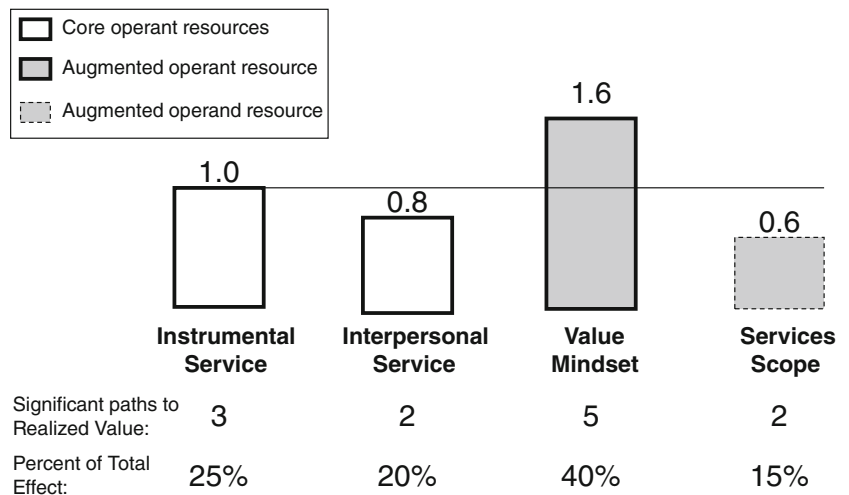 Core operant resources
Augmented operant resource
Augmented operand resource
1.0
0.8
1.6
0.6
Instrumental Service
Interpersonal Service
Value Mindset
Services Scope
Significant paths to
Realized Value:
3 2 5 2
Percent of Total
Effect:
25% 20% 40% 15%